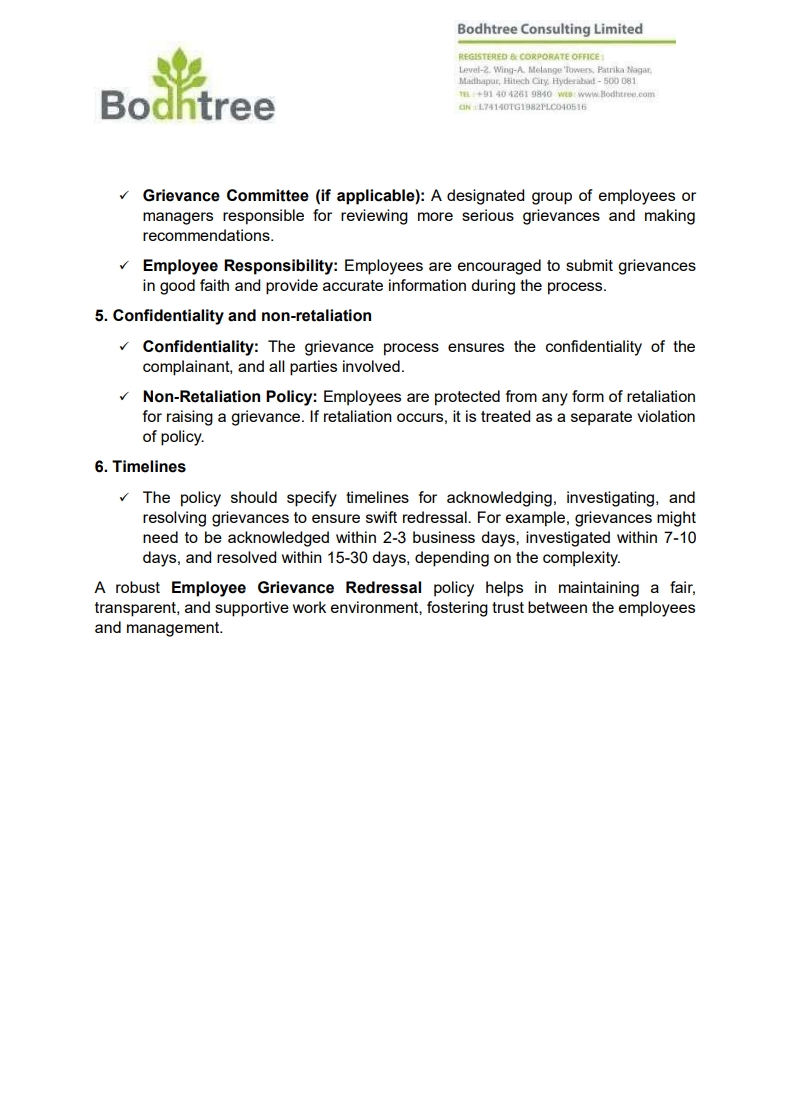 Bodhtree
Bodhtree Consulting Limited
REGISTERED & CORPORATE OFFICE :
Level-2, Wing-A, Melange Towers, Patrika Nagar,
Madhapur, Hitech City, Hyderabad - 500 081
TEL : +91 40 4261 9840 WEB: www.Bodhtree.com
CIN : L74140TG1982PLC040516
✓ Grievance Committee (if applicable): A designated group of employees or
managers responsible for reviewing more serious grievances and making
recommendations.
✓ Employee Responsibility: Employees are encouraged to submit grievances
in good faith and provide accurate information during the process.
5. Confidentiality and non-retaliation
✓ Confidentiality: The grievance process ensures the confidentiality of the
complainant, and all parties involved.
✓ Non-Retaliation Policy: Employees are protected from any form of retaliation
for raising a grievance. If retaliation occurs, it is treated as a separate violation
of policy.
6. Timelines
✓ The policy should specify timelines for acknowledging, investigating, and
resolving grievances to ensure swift redressal. For example, grievances might
need to be acknowledged within 2-3 business days, investigated within 7-10
days, and resolved within 15-30 days, depending on the complexity.
A robust Employee Grievance Redressal policy helps in maintaining a fair,
transparent, and supportive work environment, fostering trust between the employees
and management.